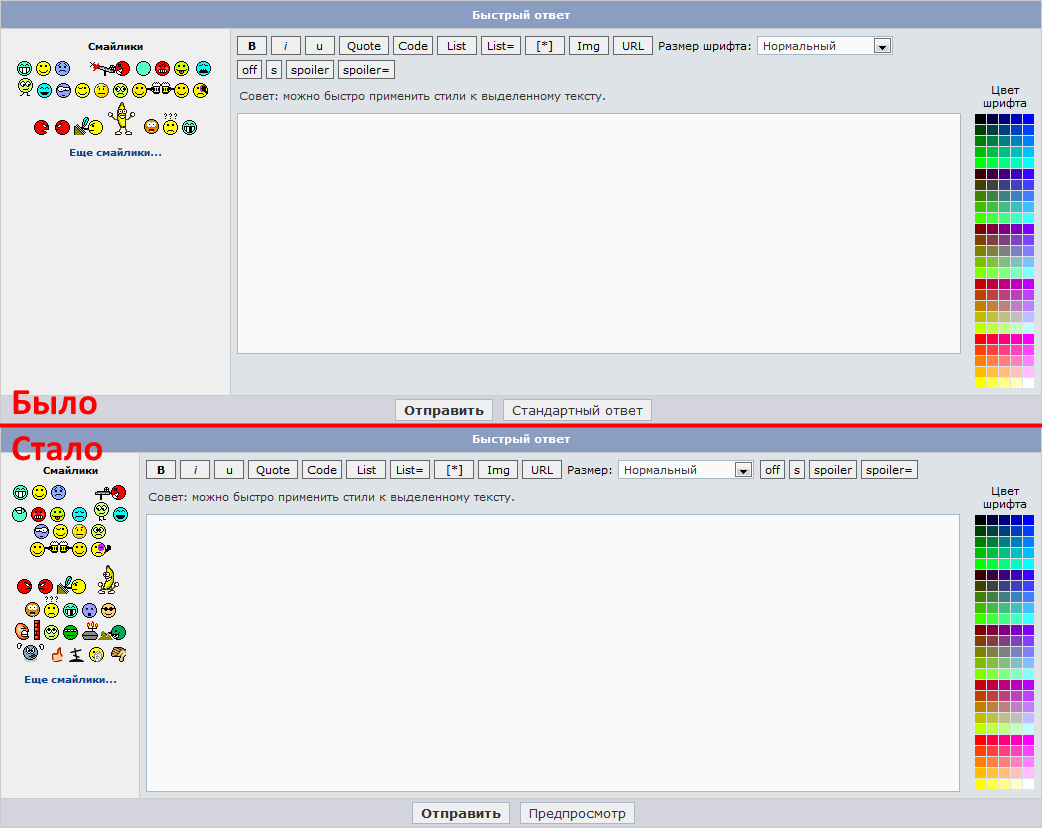 Быстрый ответ
Смайлики
B i u Quote Code List List= [*] Img URL Размер шрифта: Нормальный
off s spoiler spoiler=
Совет: можно быстро применить стили к выделенному тексту.
Цвет
шрифта
Еще смайлики...
Было
Отправить Стандартный ответ
Быстрый ответ
Стало
Смайлики
B i u Quote Code List List= [*] Img URL Размер: Нормальный off s spoiler spoiler=
Совет: можно быстро применить стили к выделенному тексту.
Цвет
шрифта
Еще смайлики...
Отправить Предпросмотр